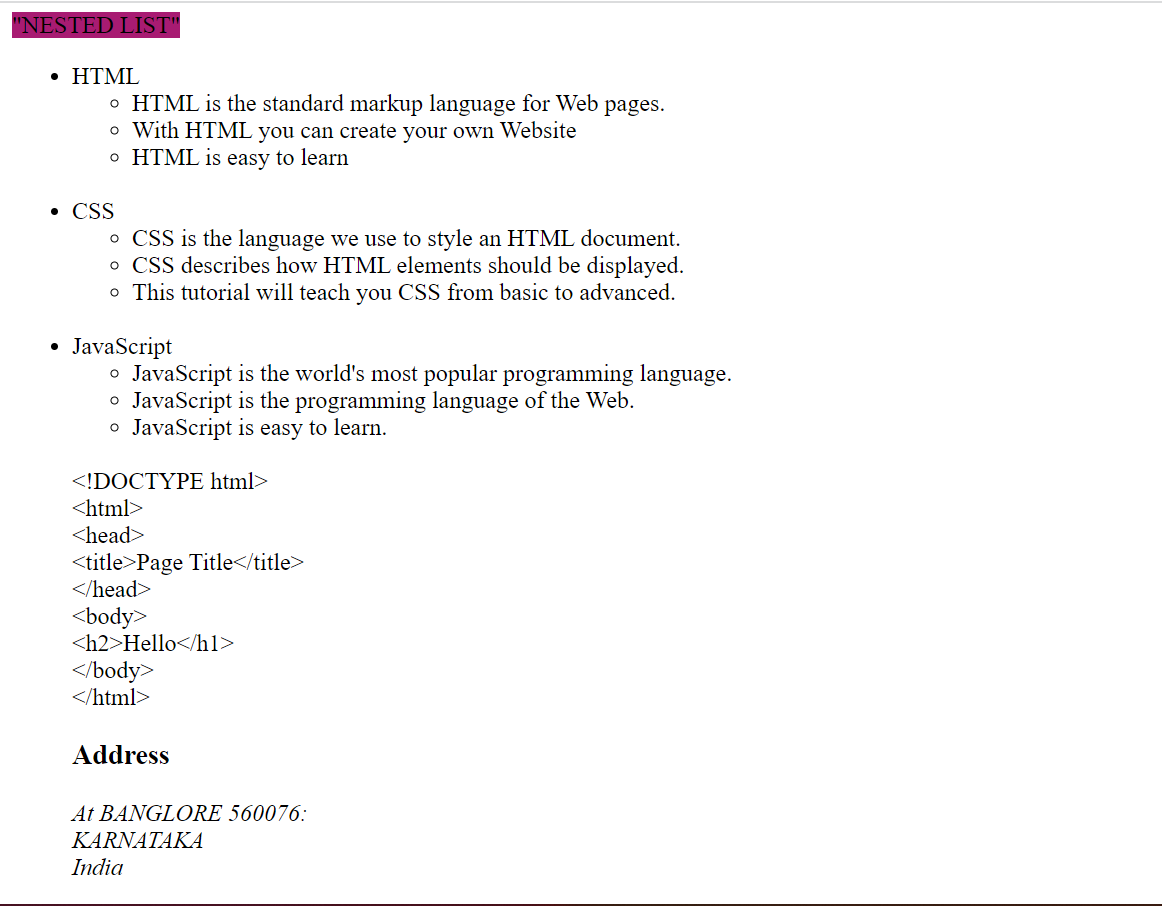 "NESTED LIST"
HTML
HTML is the standard markup language for Web pages.
With HTML you can create your own Website
HTML is easy to learn
CSS
CSS is the language we use to style an HTML document.
CSS describes how HTML elements should be displayed.
This tutorial will teach you CSS from basic to advanced.
JavaScript
JavaScript is the world's most popular programming language.
JavaScript is the programming language of the Web.
JavaScript is easy to learn.
<!DOCTYPE html>
<html>
<head>
<title>Page Title</title>
</head>
<body>
<h2>Hello</h1>
</body>
</html>
Address
At BANGLORE 560076:
KARNATAKA
India